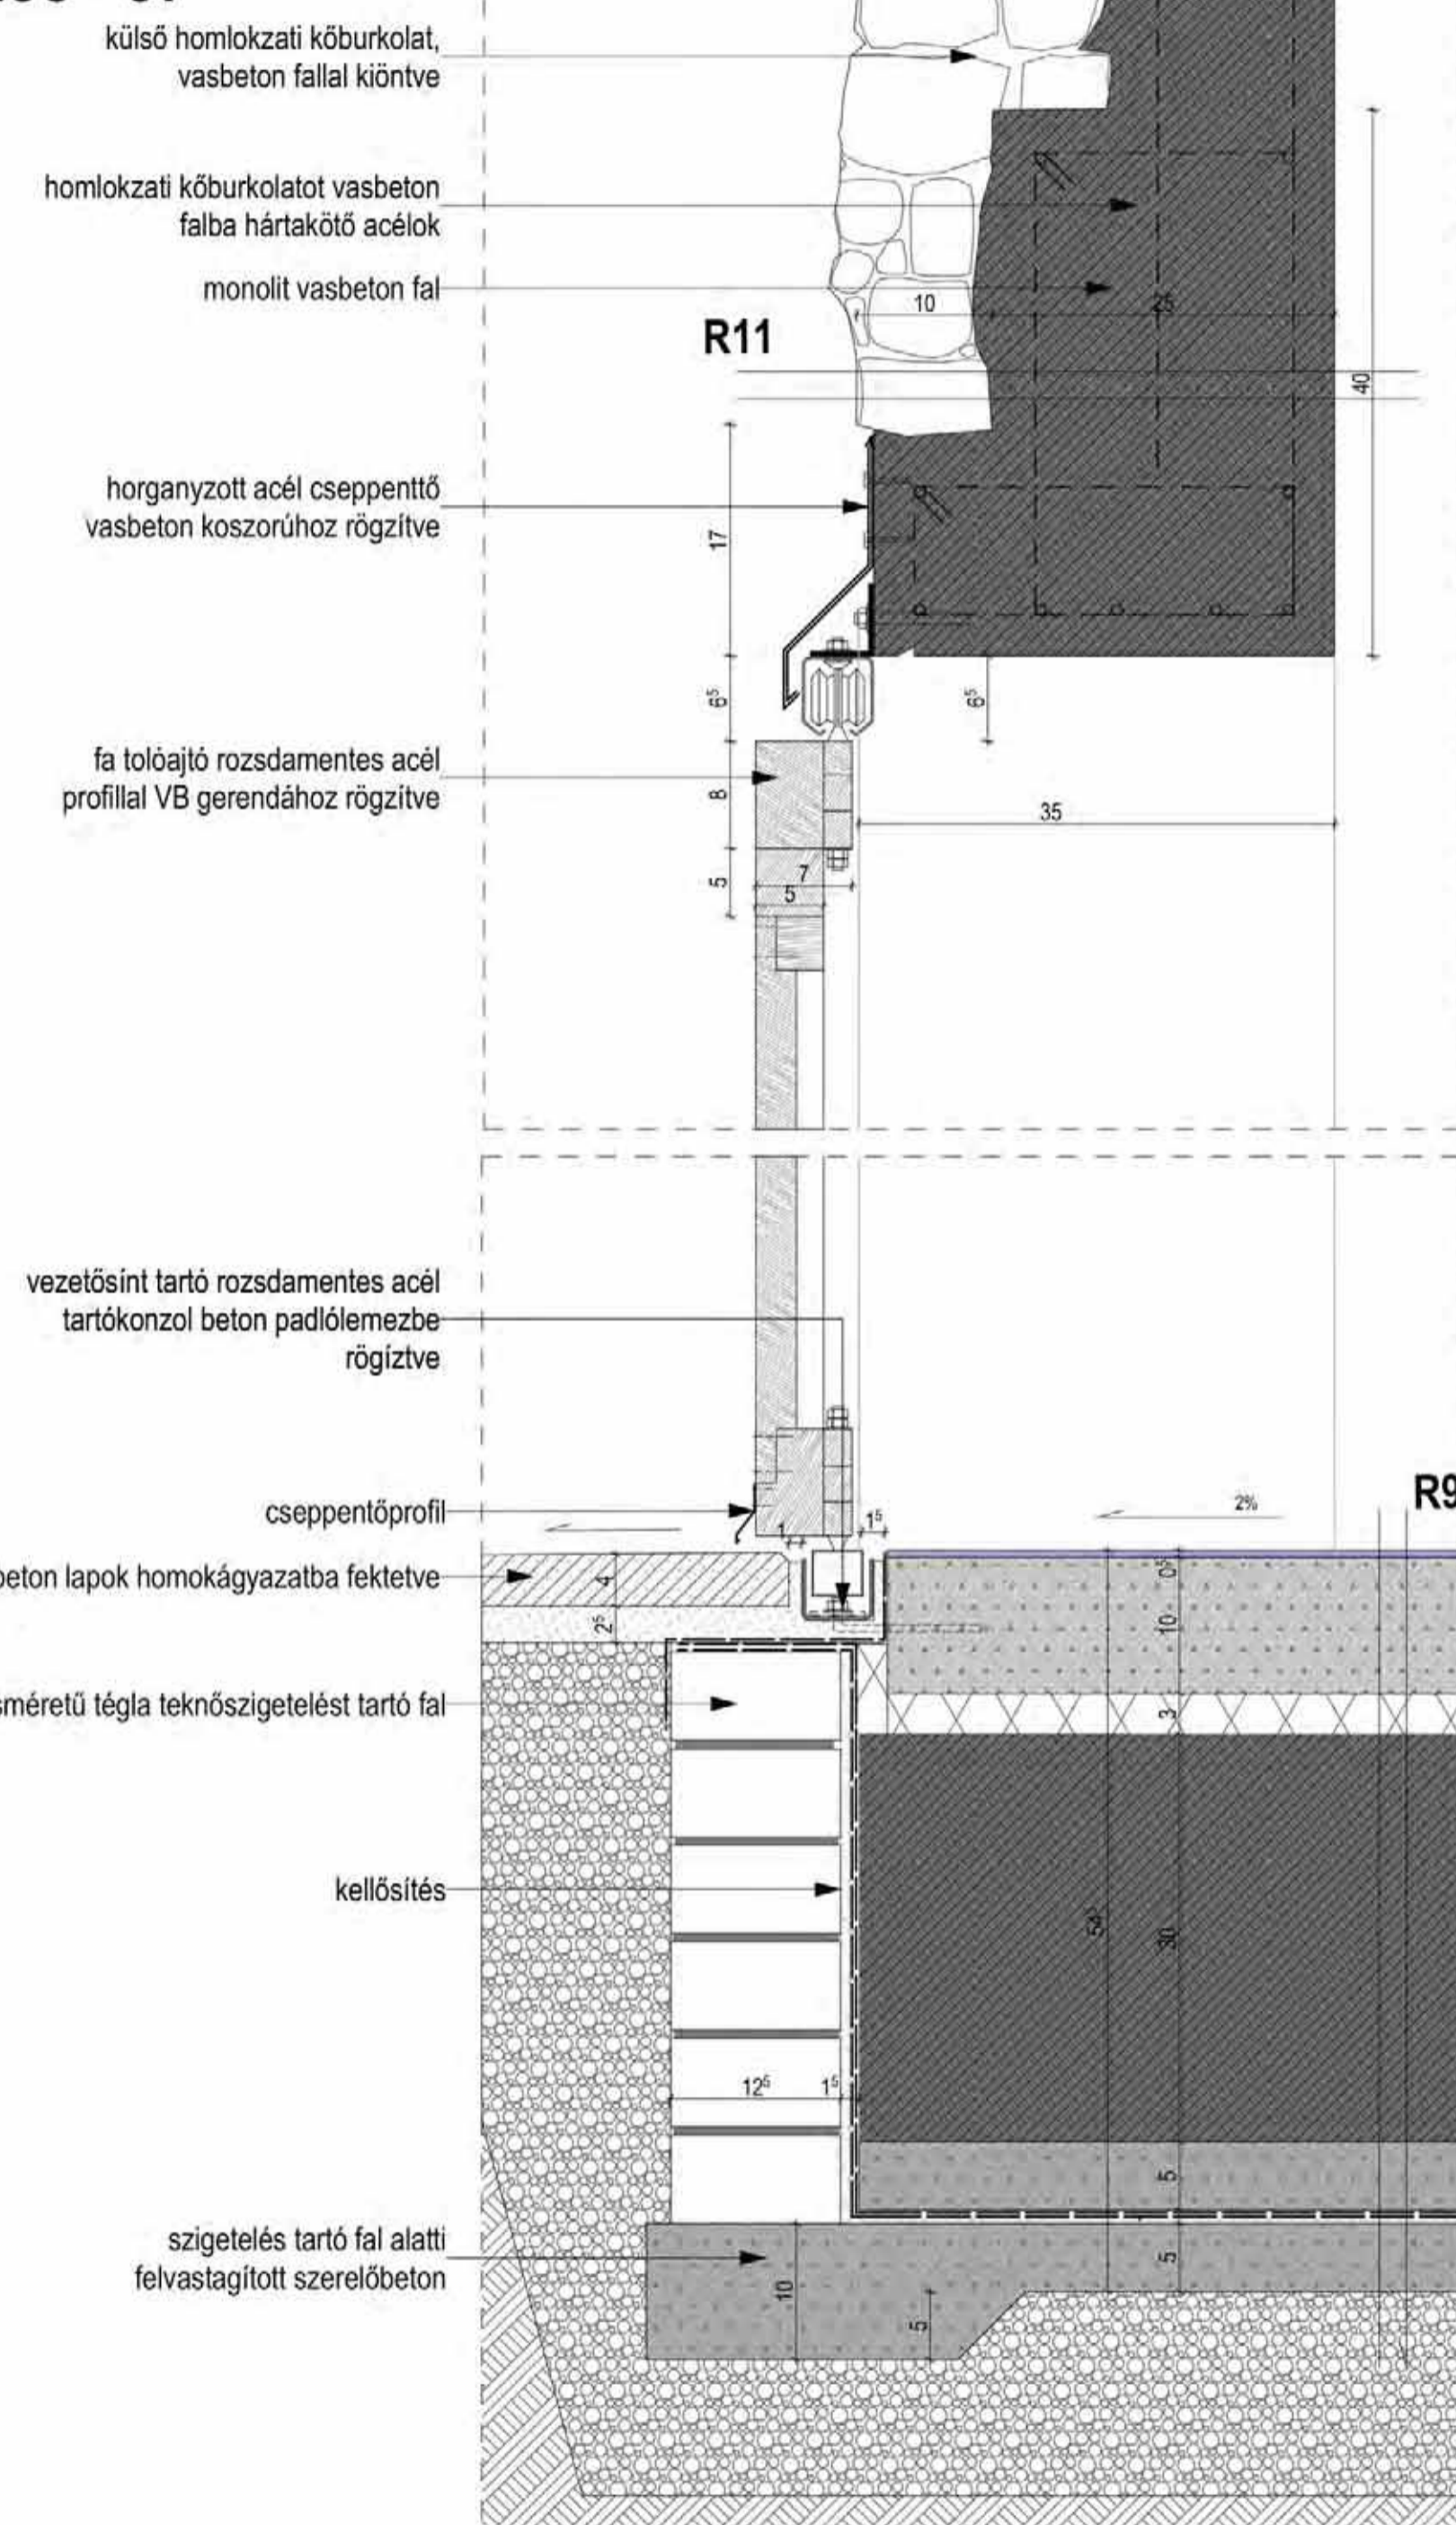 külső homlokzati kőburkolat,
vasbeton fallal kiöntve
homlokzati kőburkolatot vasbeton
falba hártakötő acélok
monolit vasbeton fal
10
25
R11
40
horganyzott acél cseppenttő
vasbeton koszorúhoz rögzítve
17
6⁵
6⁵
fa tolóajtó rozsdamentes acél
profillal VB gerendához rögzítve
8
35
5
7
5
vezetősínt tartó rozsdamentes acél
tartókonzol beton padlólemezbe
rögíztve
R9
cseppentőprofil
2%
1
1⁵
beton lapok homokágyazatba fektetve
4
0⁵
2⁵
10
sméretű tégla teknőszigetelést tartó fal
3
kellősítés
54⁵
30
12⁵
1⁵
5
szigetelés tartó fal alatti
felvastagított szerelőbeton
5
10
5